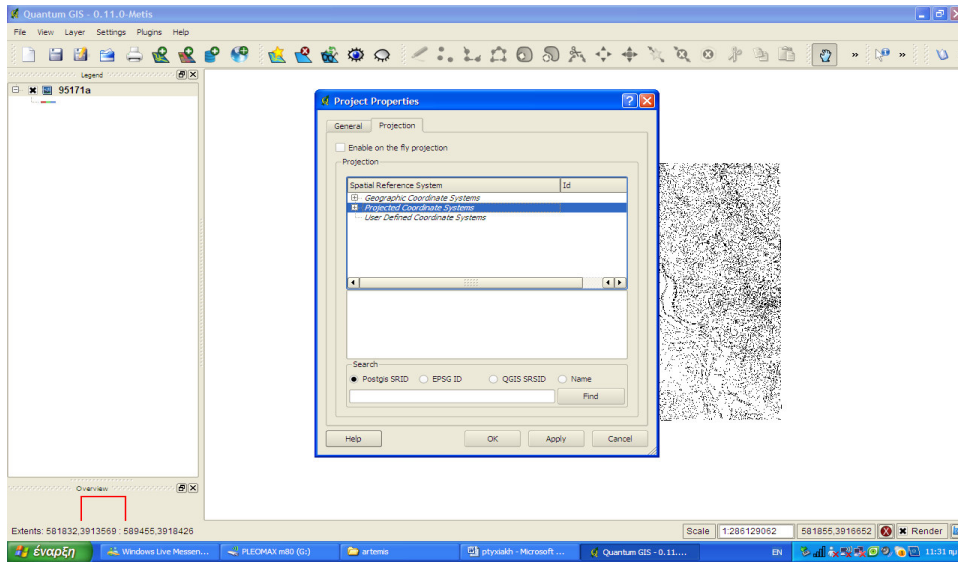 Quantum GIS - 0.11.0-Metis
File View Layer Settings Plugins Help
Legend
95171a
Project Properties
General Projection
Enable on the fly projection
Projection
Spatial Reference System Id
Geographic Coordinate Systems
Projected Coordinate Systems
User Defined Coordinate Systems
Search
Postgis SRID EPSG ID QGIS SRSID Name
Find
Help OK Apply Cancel
Overview
Extents: 581832,3913569 : 589455,3918426
Scale 1:286129062 581855,3916652 Render
έναρξη Windows Live Messen... PLEOMAX m80 (G:) artemis ptyxiakh - Microsoft ... Quantum GIS - 0.11.... EN 11:31 πμ